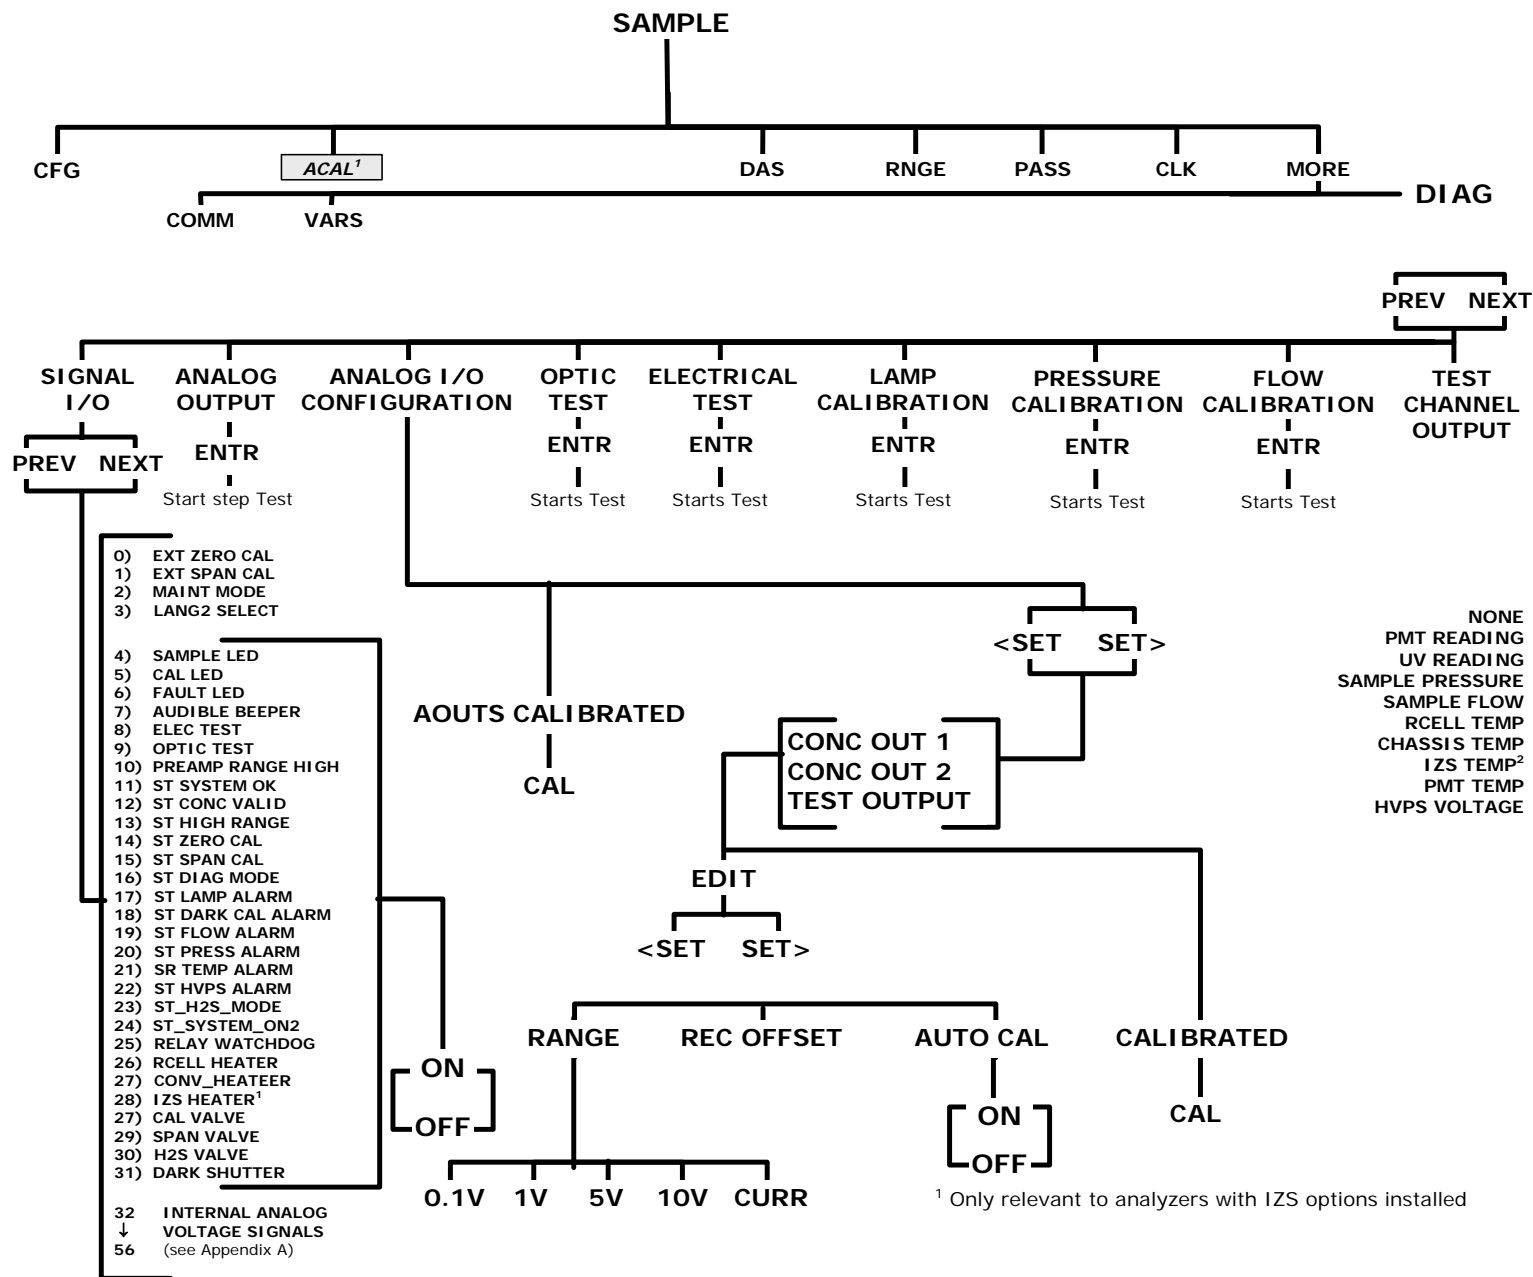 SAMPLE
CFG
ACAL¹
DAS
RNGE
PASS
CLK
MORE
COMM
VARS
DIAG
PREV NEXT
SIGNAL
I/O
ANALOG
OUTPUT
ANALOG I/O
CONFIGURATION
OPTIC
TEST
ELECTRICAL
TEST
LAMP
CALIBRATION
PRESSURE
CALIBRATION
FLOW
CALIBRATION
TEST
CHANNEL
OUTPUT
PREV NEXT
ENTR
Start step Test
ENTR
Starts Test
ENTR
Starts Test
ENTR
Starts Test
ENTR
Starts Test
ENTR
Starts Test
0) EXT ZERO CAL
1) EXT SPAN CAL
2) MAINT MODE
3) LANG2 SELECT
4) SAMPLE LED
5) CAL LED
6) FAULT LED
7) AUDIBLE BEEPER
8) ELEC TEST
9) OPTIC TEST
10) PREAMP RANGE HIGH
11) ST SYSTEM OK
12) ST CONC VALID
13) ST HIGH RANGE
14) ST ZERO CAL
15) ST SPAN CAL
16) ST DIAG MODE
17) ST LAMP ALARM
18) ST DARK CAL ALARM
19) ST FLOW ALARM
20) ST PRESS ALARM
21) SR TEMP ALARM
22) ST HVPS ALARM
23) ST_H2S_MODE
24) ST_SYSTEM_ON2
25) RELAY WATCHDOG
26) RCELL HEATER
27) CONV_HEATEER
28) IZS HEATER¹
27) CAL VALVE
29) SPAN VALVE
30) H2S VALVE
31) DARK SHUTTER
32 INTERNAL ANALOG
↓ VOLTAGE SIGNALS
56 (see Appendix A)
ON
OFF
AOUTS CALIBRATED
CAL
<SET SET>
CONC OUT 1
CONC OUT 2
TEST OUTPUT
EDIT
<SET SET>
RANGE
REC OFFSET
AUTO CAL
CALIBRATED
ON
OFF
CAL
0.1V 1V 5V 10V CURR
NONE
PMT READING
UV READING
SAMPLE PRESSURE
SAMPLE FLOW
RCELL TEMP
CHASSIS TEMP
IZS TEMP²
PMT TEMP
HVPS VOLTAGE
¹ Only relevant to analyzers with IZS options installed